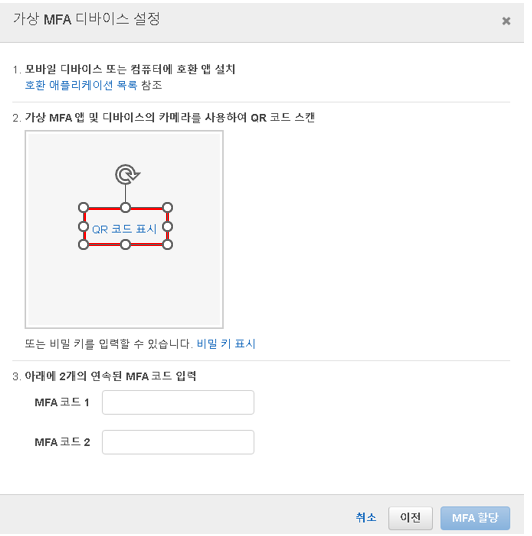 가상 MFA 디바이스 설정
1. 모바일 디바이스 또는 컴퓨터에 호환 앱 설치
호환 애플리케이션 목록 참조
2. 가상 MFA 앱 및 디바이스의 카메라를 사용하여 QR 코드 스캔
QR 코드 표시
또는 비밀 키를 입력할 수 있습니다. 비밀 키 표시
3. 아래에 2개의 연속된 MFA 코드 입력
MFA 코드 1
MFA 코드 2
취소 이전 MFA 할당